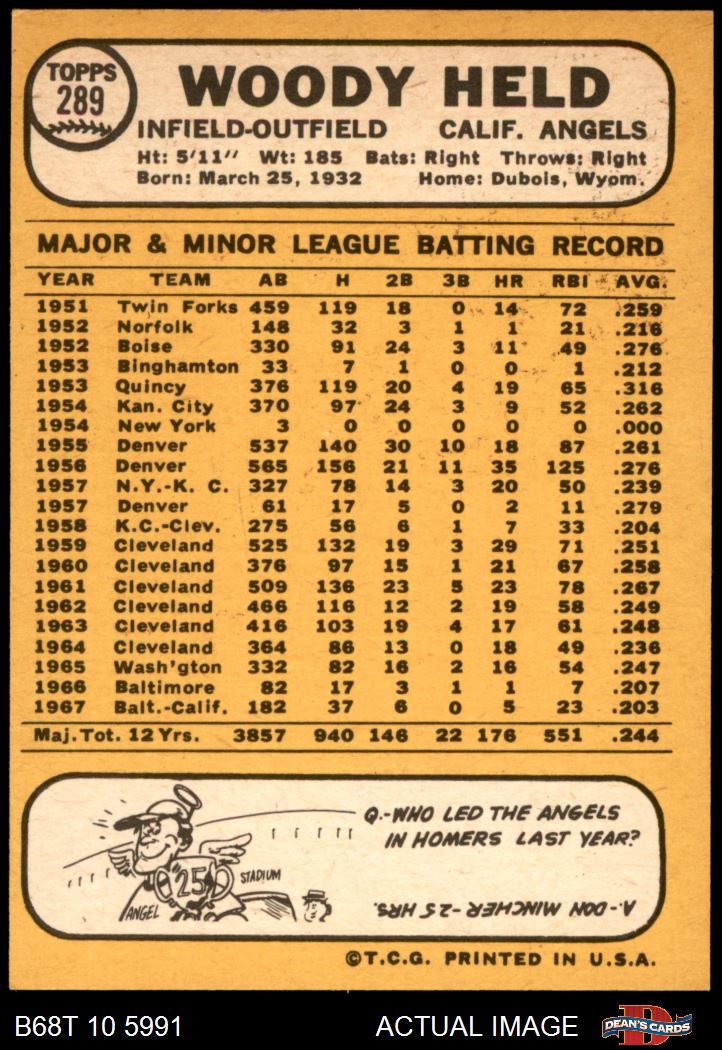 TOPPS
289
WOODY HELD
INFIELD-OUTFIELD CALIF. ANGELS
Ht: 5'11" Wt: 185 Bats: Right Throws: Right
Born: March 25, 1932 Home: Dubois, Wyom.
MAJOR & MINOR LEAGUE BATTING RECORD
YEAR TEAM AB H 2B 3B HR RBI AVG.
1951 Twin Forks 459 119 18 0 14 72 .259
1952 Norfolk 148 32 3 1 1 21 .216
1952 Boise 330 91 24 3 11 49 .276
1953 Binghamton 33 7 1 0 0 1 .212
1953 Quincy 376 119 20 4 19 65 .316
1954 Kan. City 370 97 24 3 9 52 .262
1954 New York 3 0 0 0 0 0 .000
1955 Denver 537 140 30 10 18 87 .261
1956 Denver 565 156 21 11 35 125 .276
1957 N.Y.-K. C. 327 78 14 3 20 50 .239
1957 Denver 61 17 5 0 2 11 .279
1958 K.C.-Clev. 275 56 6 1 7 33 .204
1959 Cleveland 525 132 19 3 29 71 .251
1960 Cleveland 376 97 15 1 21 67 .258
1961 Cleveland 509 136 23 5 23 78 .267
1962 Cleveland 466 116 12 2 19 58 .249
1963 Cleveland 416 103 19 4 17 61 .248
1964 Cleveland 364 86 13 0 18 49 .236
1965 Wash'gton 332 82 16 2 16 54 .247
1966 Baltimore 82 17 3 1 1 7 .207
1967 Balt.-Calif. 182 37 6 0 5 23 .203
Maj. Tot. 12 Yrs. 3857 940 146 22 176 551 .244
Q.-WHO LED THE ANGELS
IN HOMERS LAST YEAR?
25
STADIUM
ANGEL
A.-DON MINCHER-25 HRS.
©T.C.G. PRINTED IN U.S.A.
B68T 10 5991 ACTUAL IMAGE
D
DEAN'S CARDS